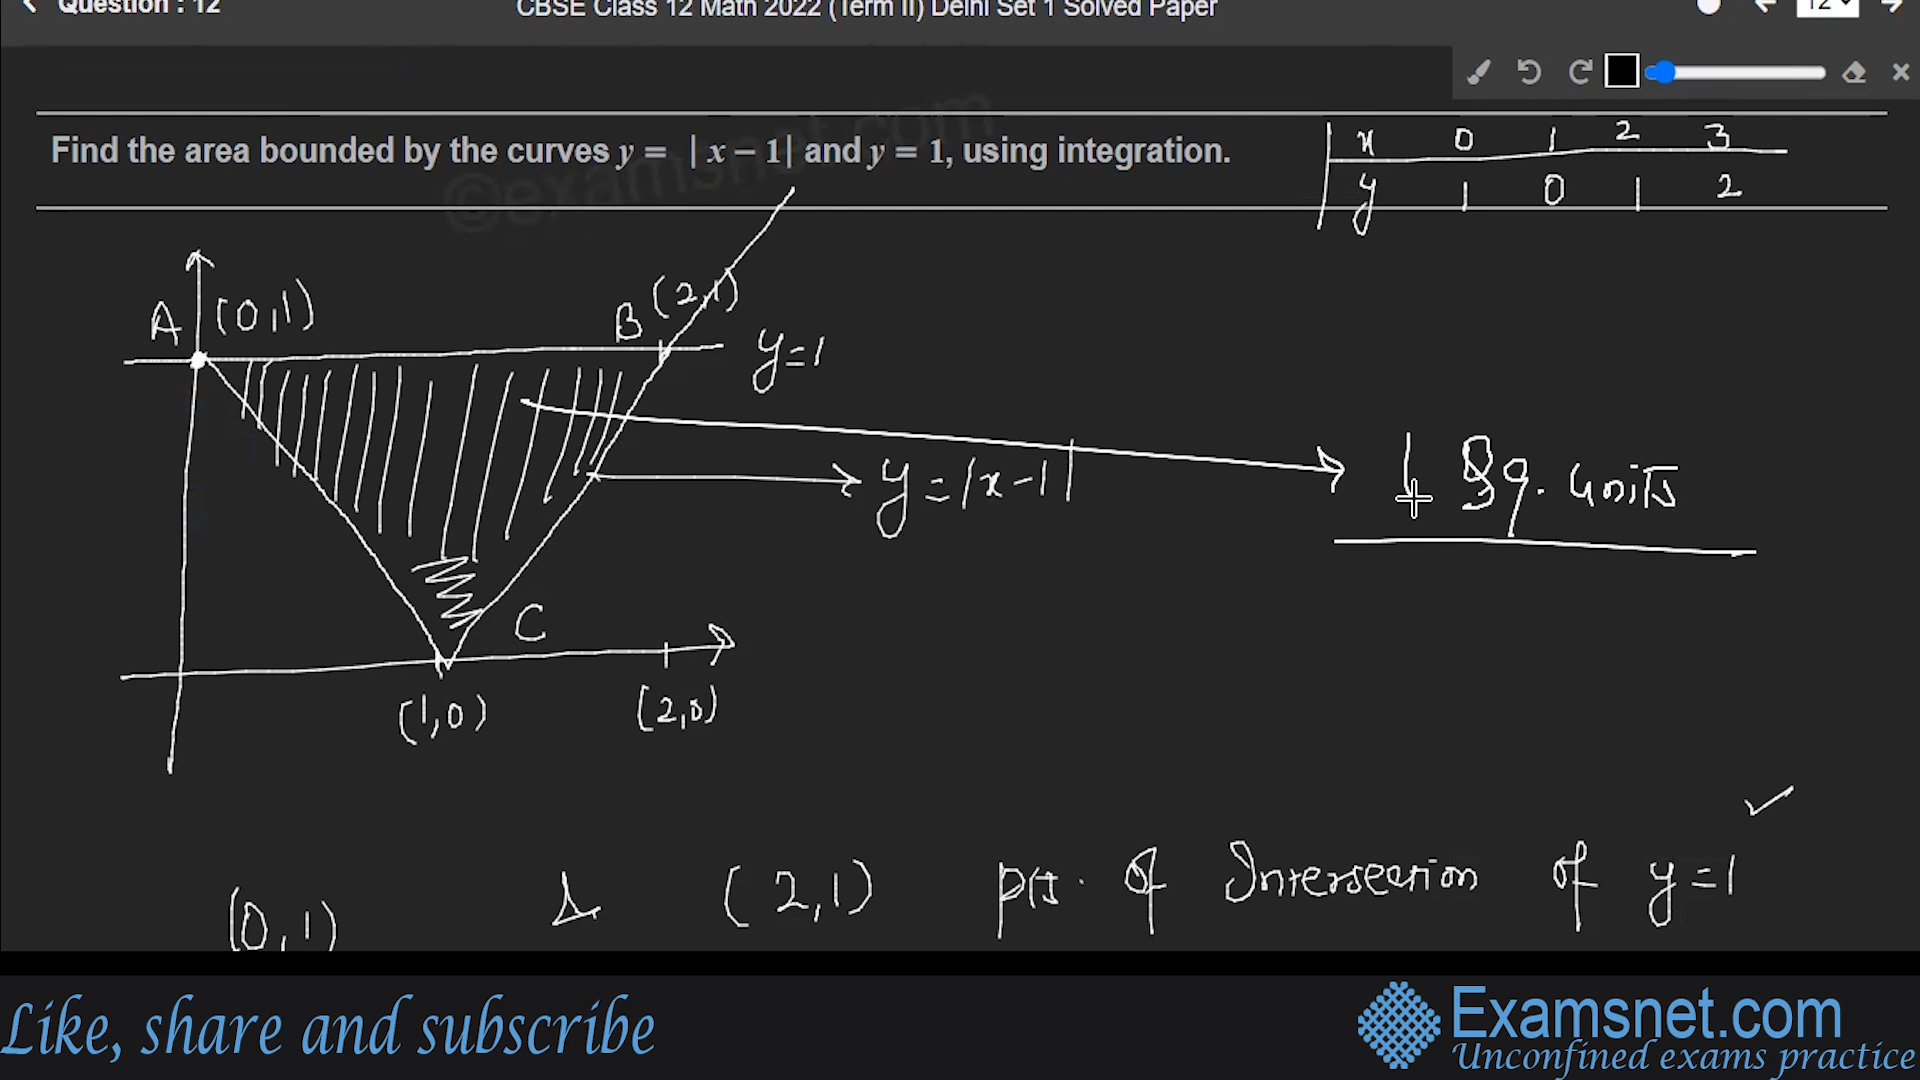 Question : 12
CBSE Class 12 Math 2022 (Term II) Delhi Set 1 Solved Paper
12
Find the area bounded by the curves y = | x − 1| and y = 1, using integration.
©examsnet.com
x 0 1 2 3
y 1 0 1 2
A (0,1)
B (2,1)
y=1
y=|x-1|
1 Sq. units
C
(1,0)
(2,0)
(0,1) & (2,1) pts. of Intersection of y=1
Like, share and subscribe
Examsnet.com
Unconfined exams practice